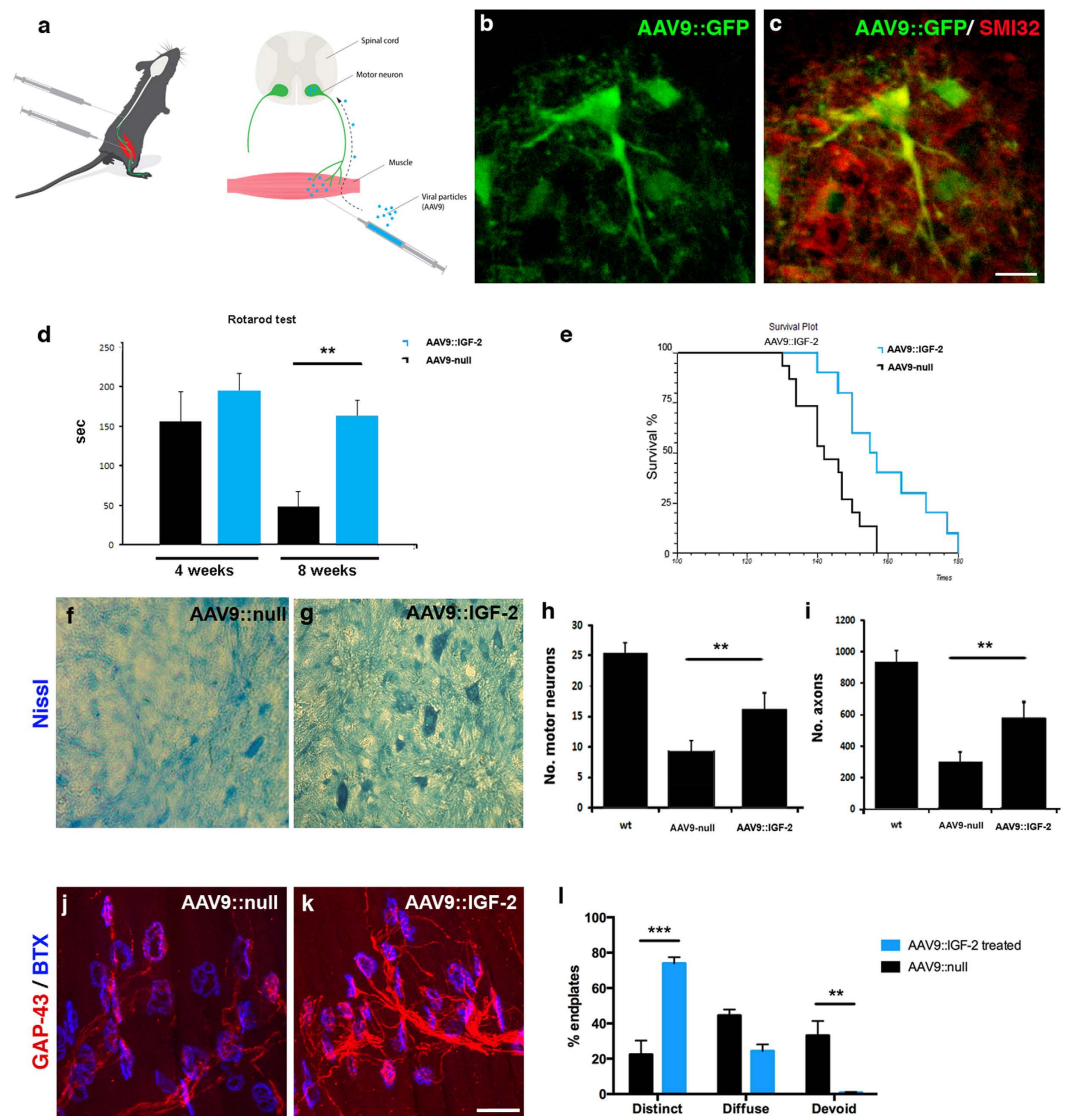 a
Spinal cord
Motor neuron
Muscle
Viral particles
(AAV9)
b
AAV9::GFP
c
AAV9::GFP/ SMI32
d
Rotarod test
AAV9::IGF-2
AAV9-null
**
250
200
150
100
50
0
sec
4 weeks
8 weeks
e
Survival Plot
AAV9::IGF-2
AAV9::IGF-2
AAV9-null
100
75
50
25
0
Survival %
100
120
140
160
180
Times
Nissl
f
AAV9::null
g
AAV9::IGF-2
h
30
25
20
15
10
5
0
No. motor neurons
**
wt
AAV9-null
AAV9::IGF-2
i
1200
1000
800
600
400
200
0
No. axons
**
wt
AAV9-null
AAV9::IGF-2
GAP-43 / BTX
j
AAV9::null
k
AAV9::IGF-2
l
100
80
60
40
20
0
% endplates
***
**
AAV9::IGF-2 treated
AAV9::null
Distinct
Diffuse
Devoid